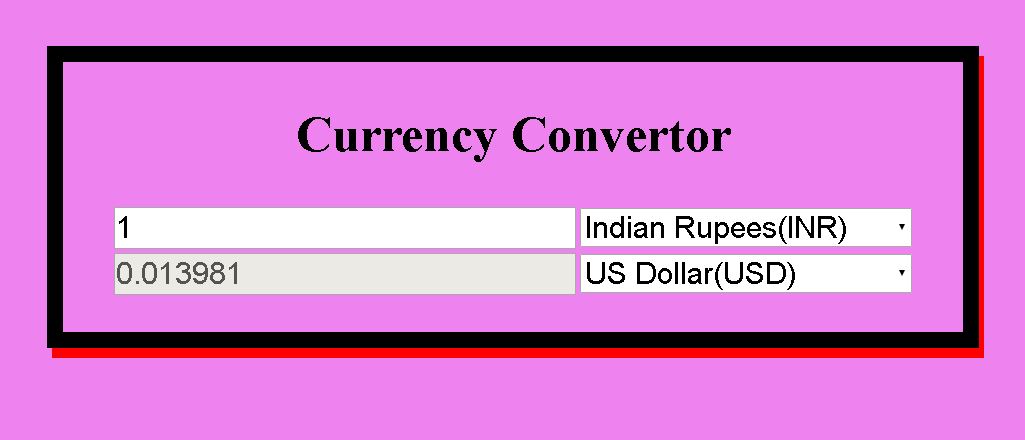 Currency Convertor
1 Indian Rupees(INR)
0.013981 US Dollar(USD)